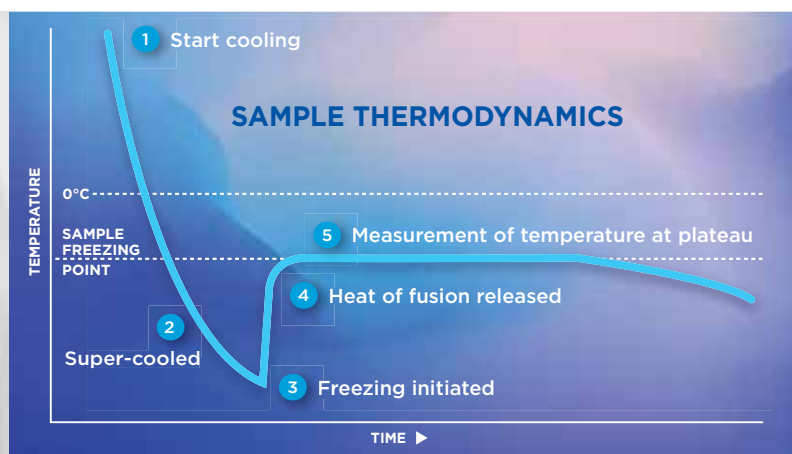 1 Start cooling
SAMPLE THERMODYNAMICS
TEMPERATURE
0°C
SAMPLE
FREEZING
POINT
5 Measurement of temperature at plateau
4 Heat of fusion released
2
Super-cooled
3 Freezing initiated
TIME ▶